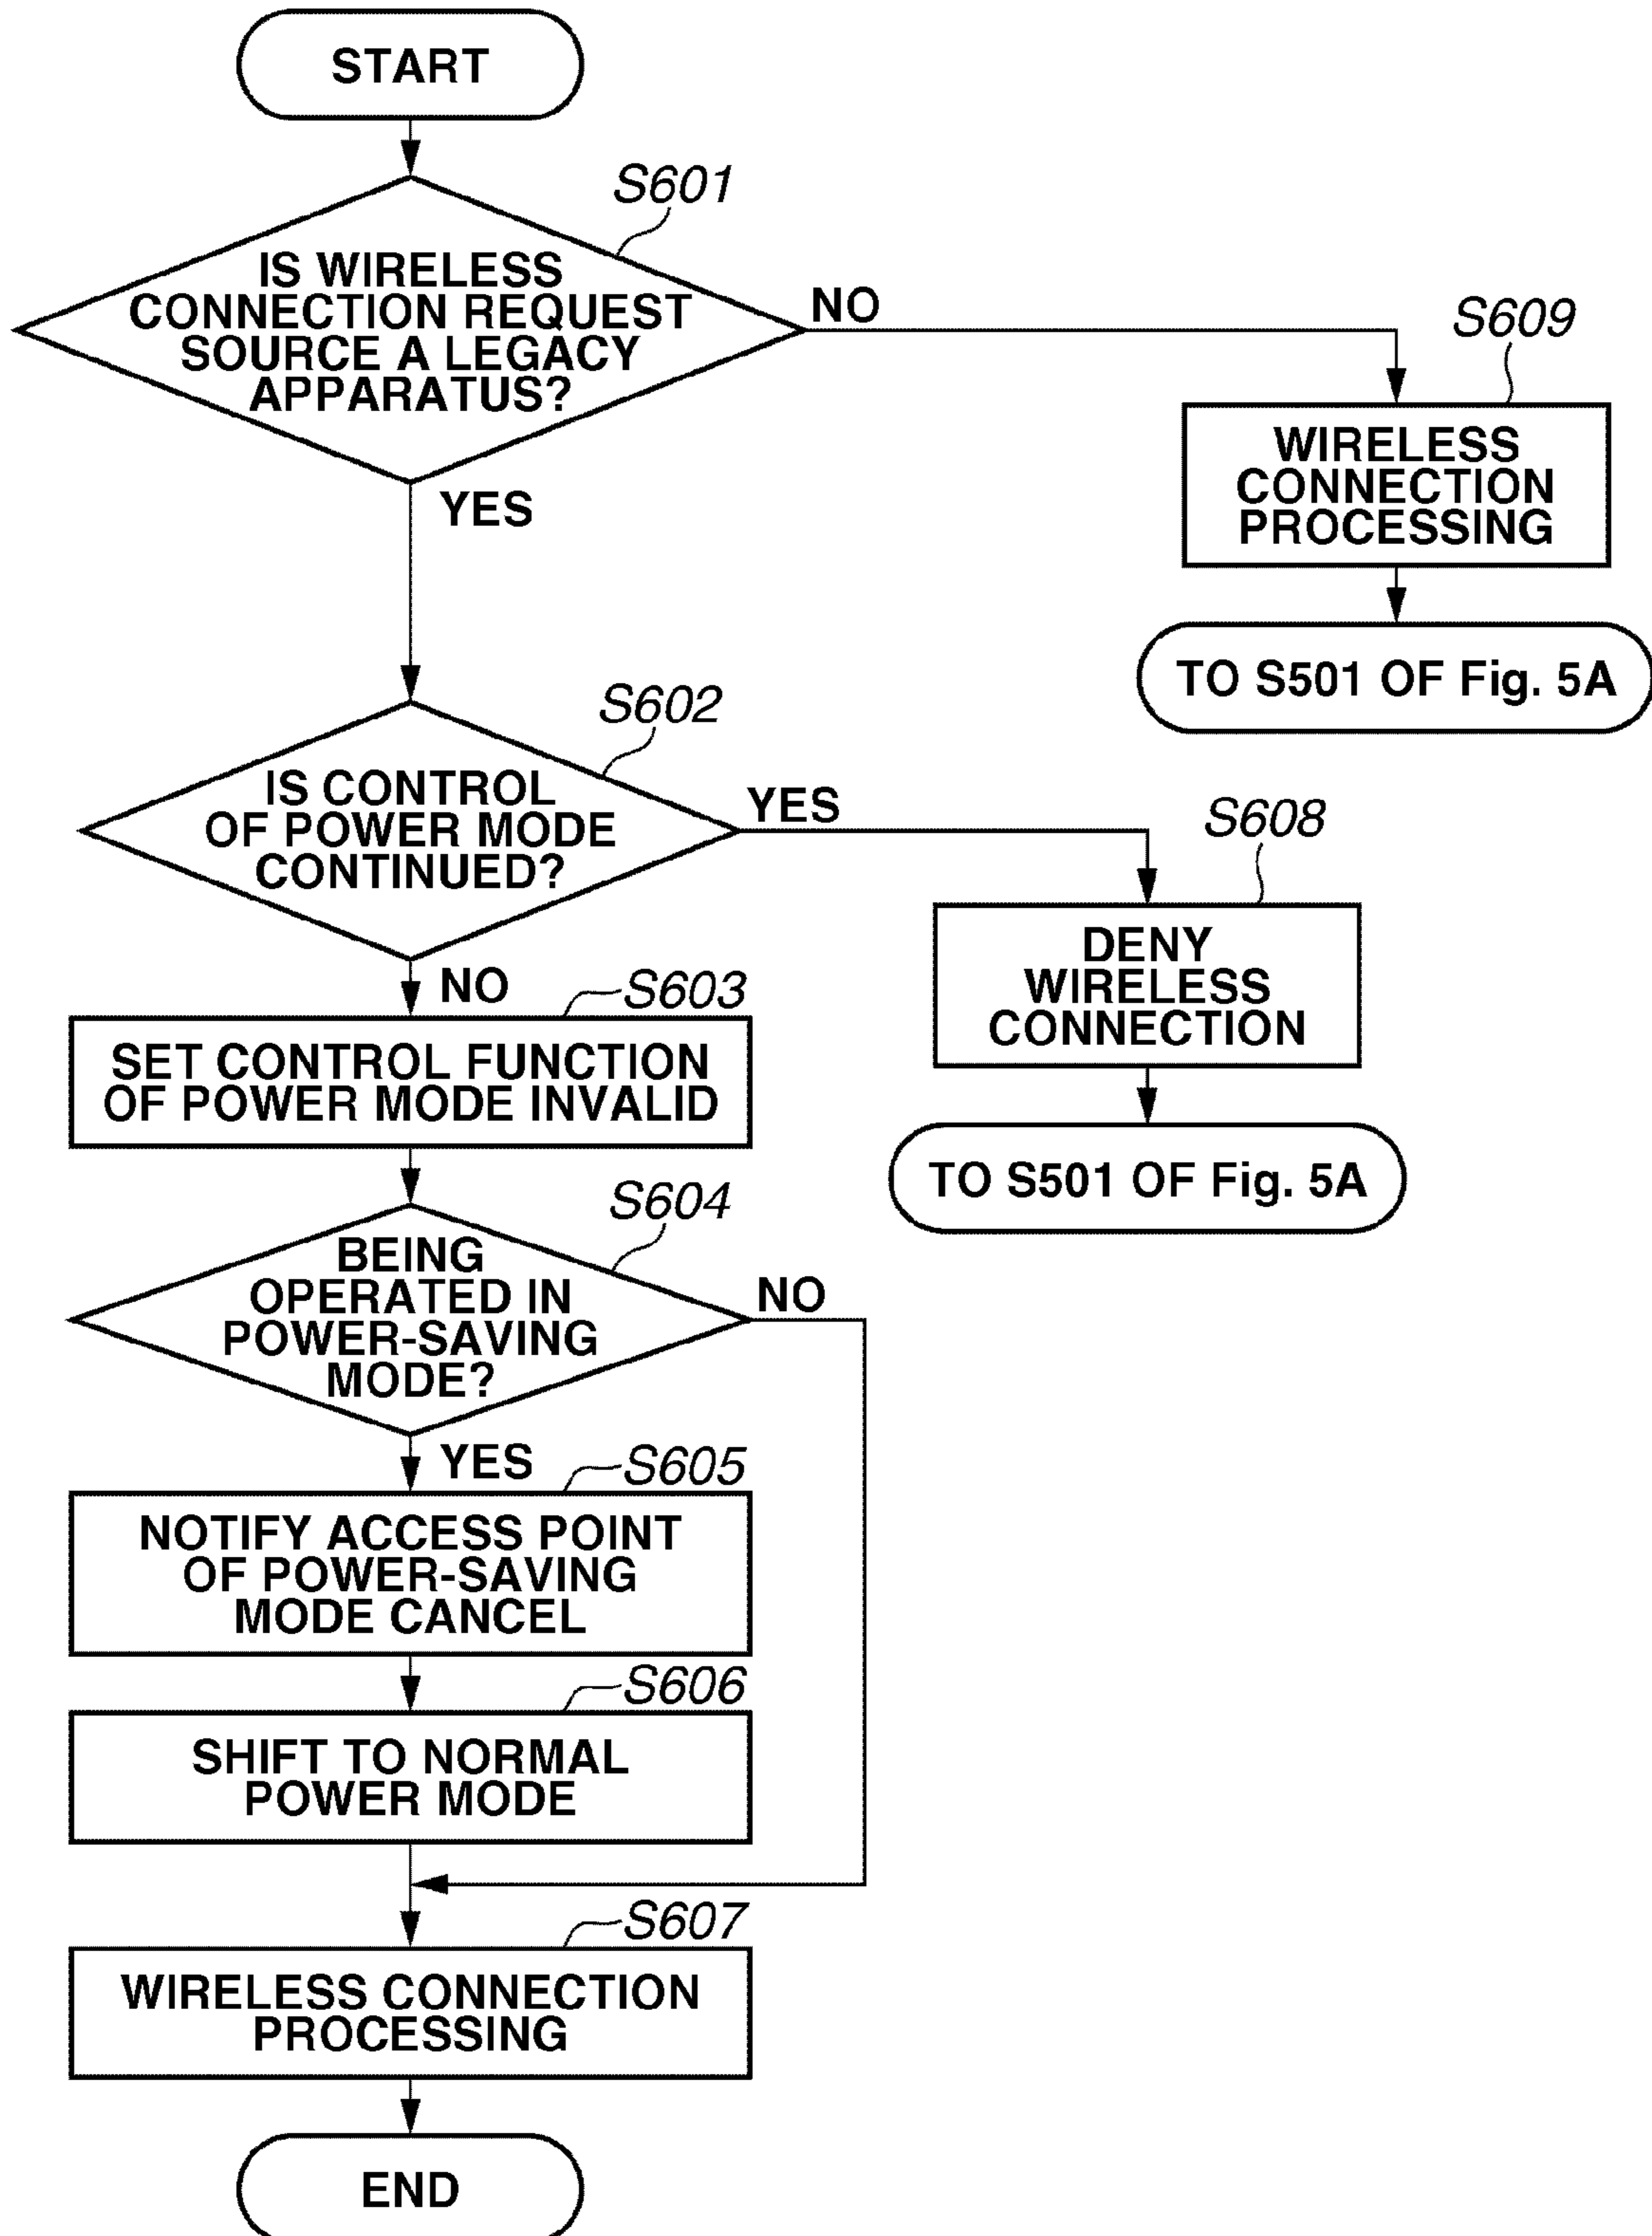 START
S601
IS WIRELESS
CONNECTION REQUEST
SOURCE A LEGACY
APPARATUS?
NO
YES
S609
WIRELESS
CONNECTION
PROCESSING
TO S501 OF Fig. 5A
S602
IS CONTROL
OF POWER MODE
CONTINUED?
YES
NO
S608
DENY
WIRELESS
CONNECTION
TO S501 OF Fig. 5A
S603
SET CONTROL FUNCTION
OF POWER MODE INVALID
S604
BEING
OPERATED IN
POWER-SAVING
MODE?
NO
YES
S605
NOTIFY ACCESS POINT
OF POWER-SAVING
MODE CANCEL
S606
SHIFT TO NORMAL
POWER MODE
S607
WIRELESS CONNECTION
PROCESSING
END